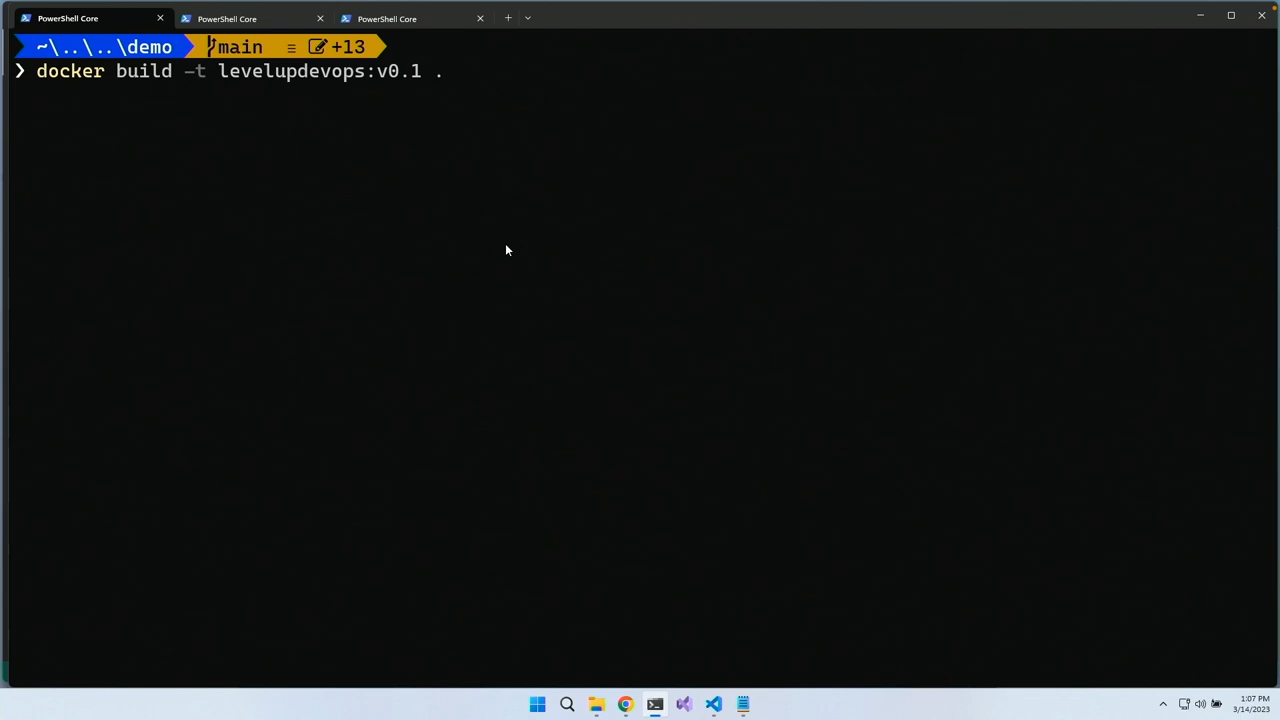 PowerShell Core
PowerShell Core
PowerShell Core
~\..\..\demo main ≡ +13
❯ docker build -t levelupdevops:v0.1 .
1:07 PM
3/14/2023